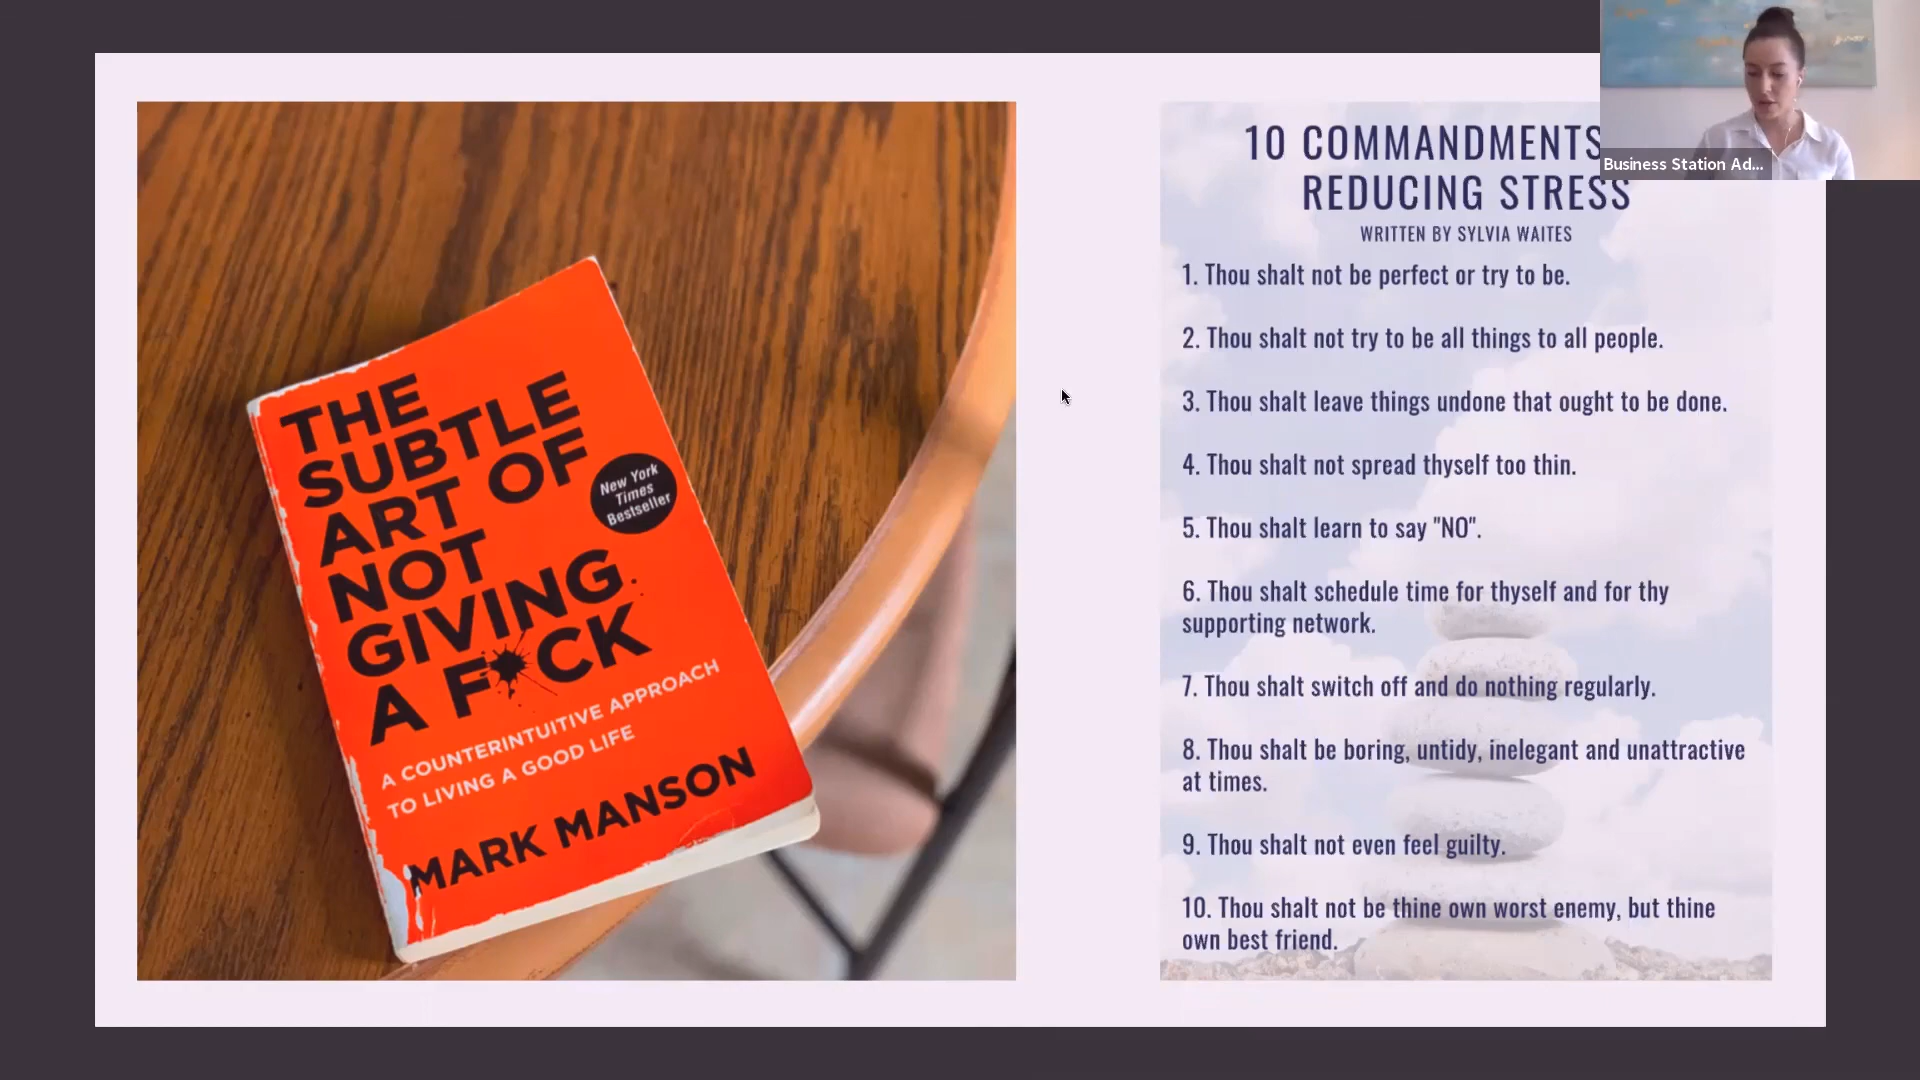 THE
SUBTLE
ART OF
NOT
GIVING
A F*CK
New York
Times
Bestseller
A COUNTERINTUITIVE APPROACH
TO LIVING A GOOD LIFE
MARK MANSON
10 COMMANDMENTS
REDUCING STRESS
WRITTEN BY SYLVIA WAITES
1. Thou shalt not be perfect or try to be.
2. Thou shalt not try to be all things to all people.
3. Thou shalt leave things undone that ought to be done.
4. Thou shalt not spread thyself too thin.
5. Thou shalt learn to say "NO".
6. Thou shalt schedule time for thyself and for thy
supporting network.
7. Thou shalt switch off and do nothing regularly.
8. Thou shalt be boring, untidy, inelegant and unattractive
at times.
9. Thou shalt not even feel guilty.
10. Thou shalt not be thine own worst enemy, but thine
own best friend.
Business Station Ad...